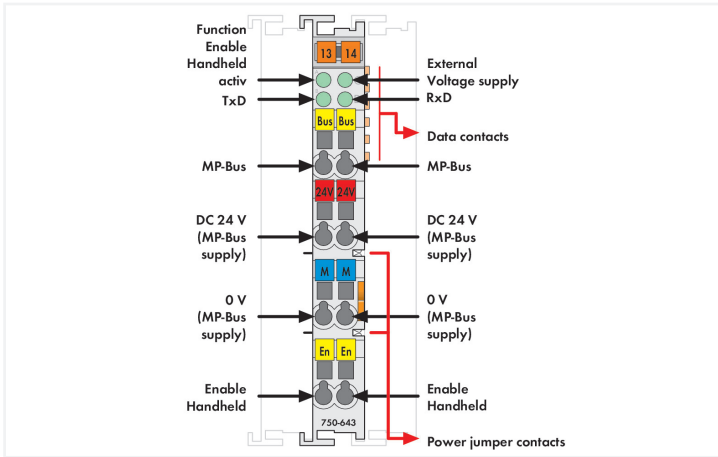 Function
Enable
Handheld
activ
TxD
13 14
External
Voltage supply
RxD
Bus Bus
Data contacts
MP-Bus
MP-Bus
24V 24V
DC 24 V
(MP-Bus
supply)
DC 24 V
(MP-Bus
supply)
M M
0 V
(MP-Bus
supply)
0 V
(MP-Bus
supply)
En En
Enable
Handheld
Enable
Handheld
750-643
Power jumper contacts